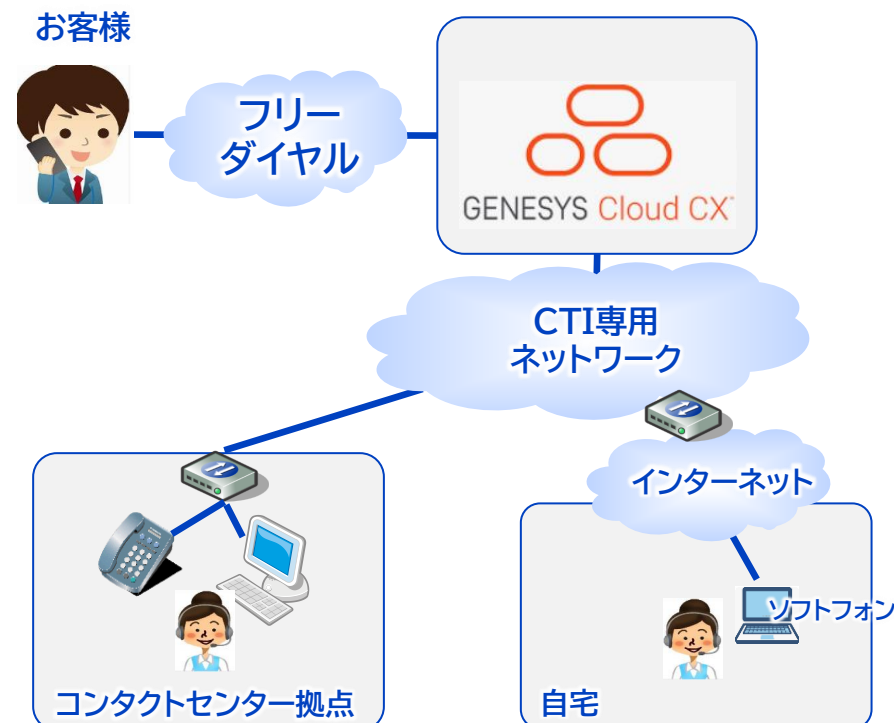 お客様
フリー
ダイヤル
GENESYS Cloud CX™
CTI専用
ネットワーク
インターネット
ソフトフォン
コンタクトセンター拠点
自宅